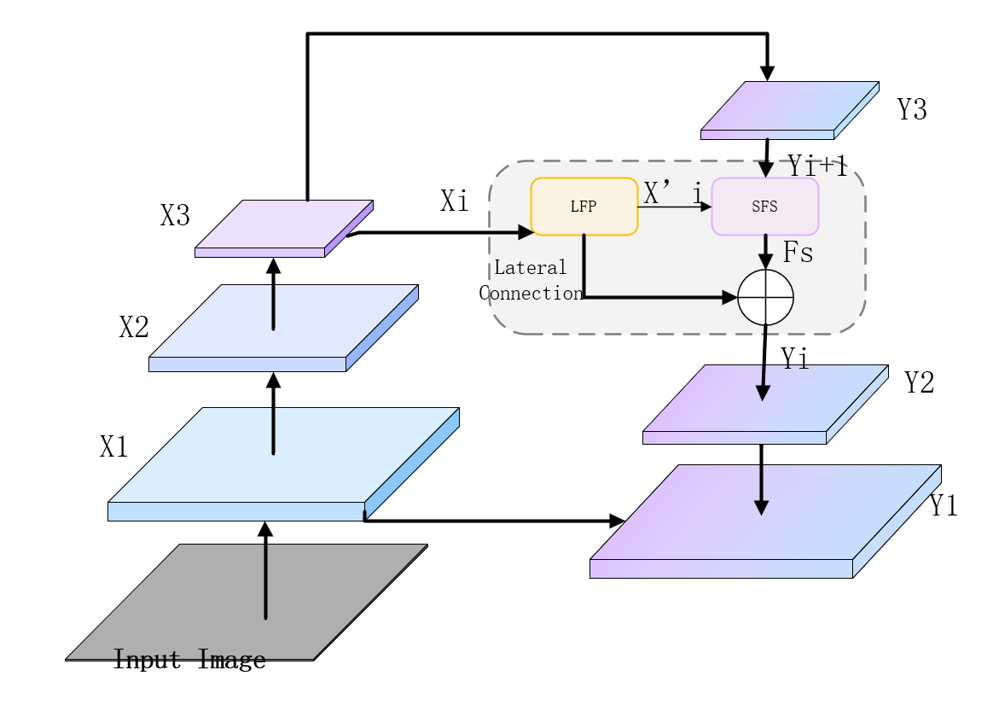 Y3
Yi+1
X3
Xi
LFP
X’ i
SFS
Fs
Lateral
Connection
X2
Yi
Y2
X1
Y1
Input Image